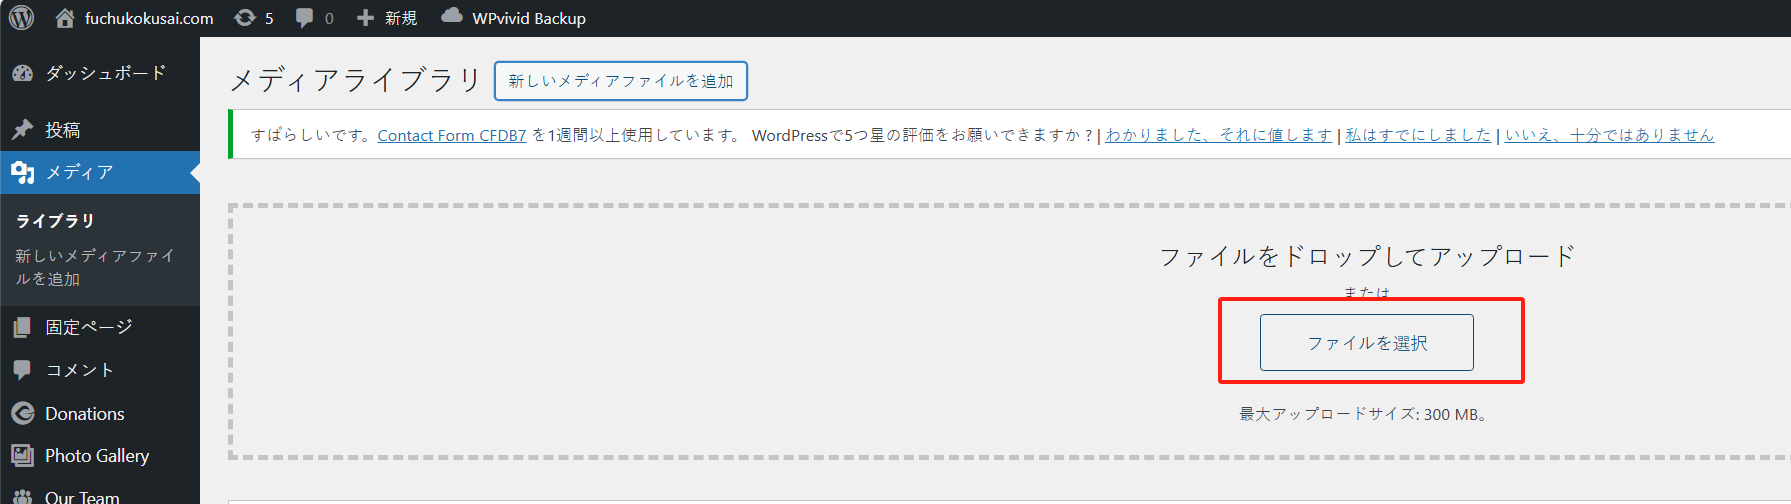 fuchukokusai.com 5 0 新規 WPvivid Backup
ダッシュボード
投稿
メディア
ライブラリ
新しいメディアファイ
ルを追加
固定ページ
コメント
Donations
Photo Gallery
Our Team
メディアライブラリ 新しいメディアファイルを追加
すばらしいです。Contact Form CFDB7 を1週間以上使用しています。 WordPressで5つ星の評価をお願いできますか ? | わかりました、それに値します | 私はすでにしました | いいえ、十分ではありません
ファイルをドロップしてアップロード
または
ファイルを選択
最大アップロードサイズ: 300 MB。